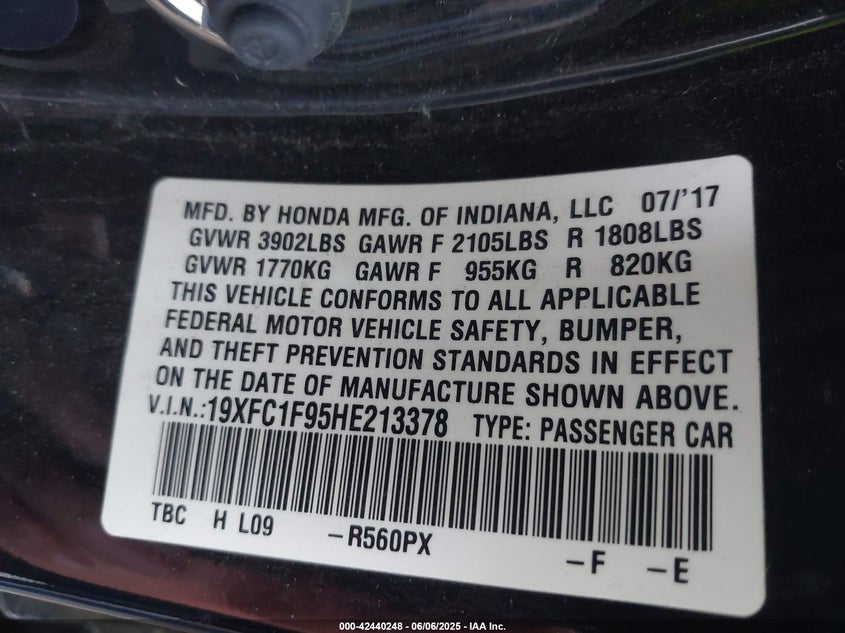 MFD. BY HONDA MFG. OF INDIANA, LLC 07/'17
GVWR 3902LBS GAWR F 2105LBS R 1808LBS
GVWR 1770KG GAWR F 955KG R 820KG
THIS VEHICLE CONFORMS TO ALL APPLICABLE
FEDERAL MOTOR VEHICLE SAFETY, BUMPER,
AND THEFT PREVENTION STANDARDS IN EFFECT
ON THE DATE OF MANUFACTURE SHOWN ABOVE.
V.I.N.:19XFC1F95HE213378 TYPE: PASSENGER CAR
TBC H L09 -R560PX -F -E
000-42440248 - 06/06/2025 - IAA Inc.